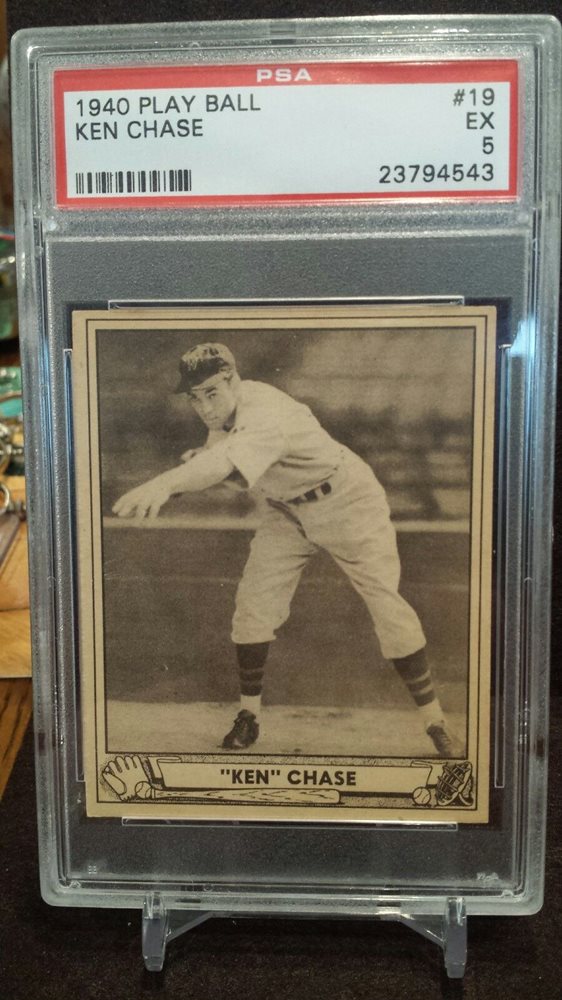 PSA
1940 PLAY BALL #19
KEN CHASE EX
5
23794543
"KEN" CHASE